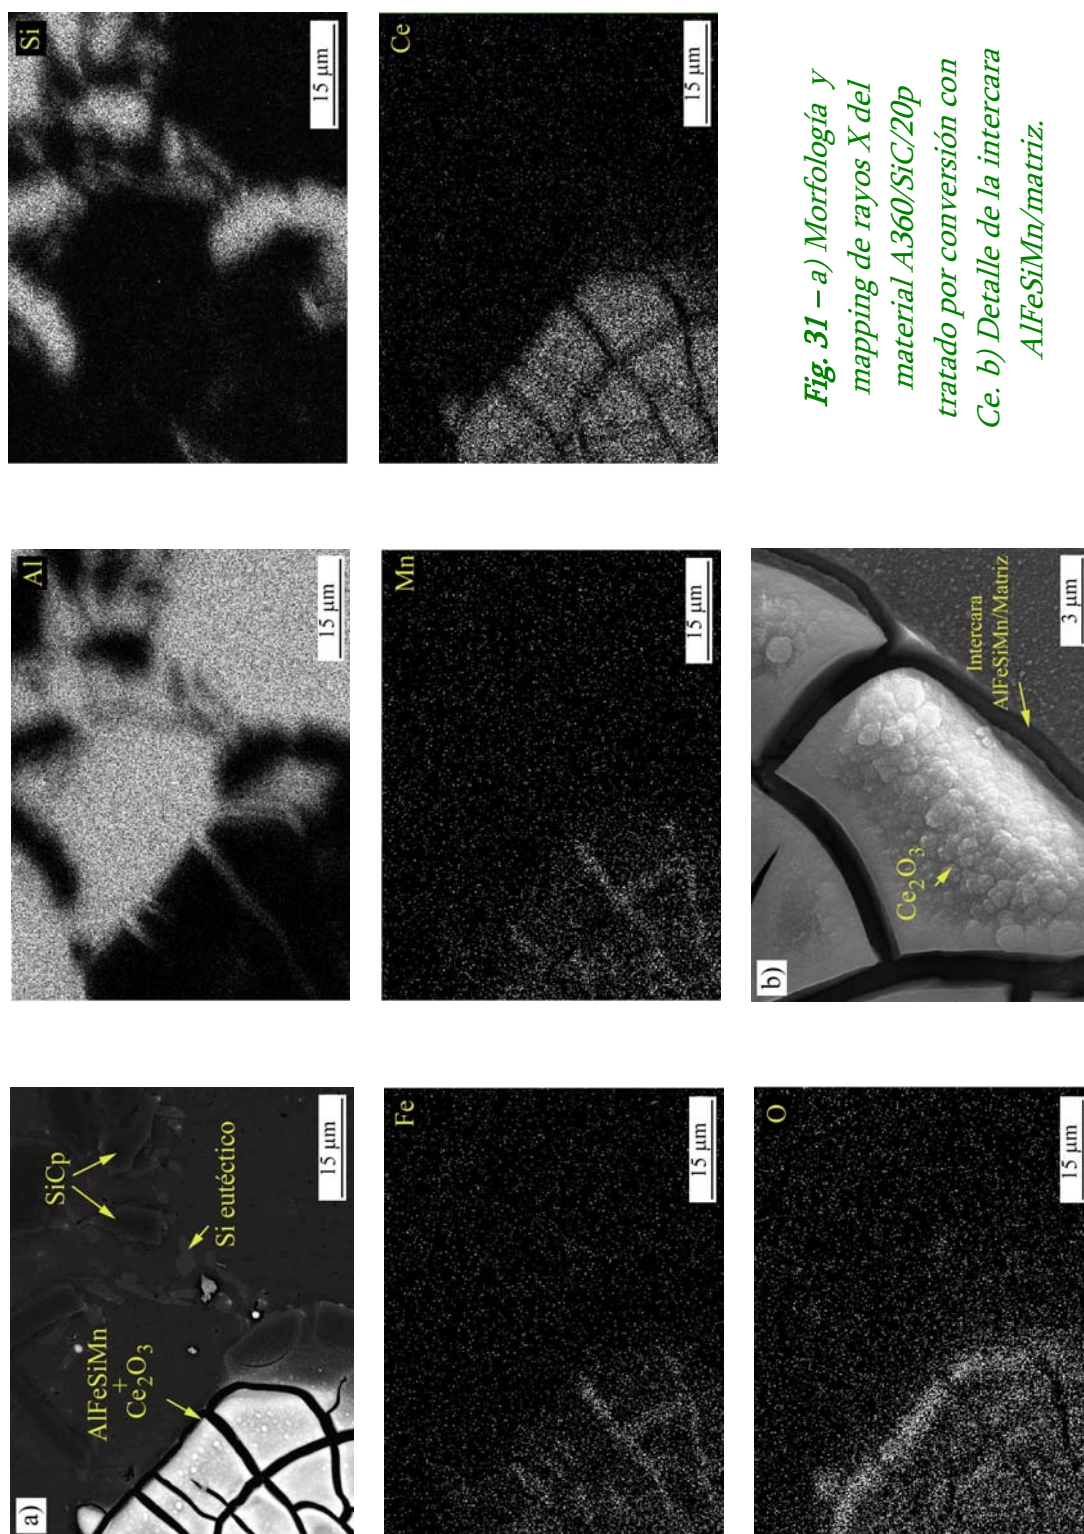 a)
SiCp
AlFeSiMn
+
Ce₂O₃
Si eutéctico
15 µm
Al
15 µm
Si
15 µm
Fe
15 µm
Mn
15 µm
Ce
15 µm
O
15 µm
b)
Ce₂O₃
Intercara
AlFeSiMn/Matriz
3 µm
Fig. 31 – a) Morfología y
mapping de rayos X del
material A360/SiC/20p
tratado por conversión con
Ce. b) Detalle de la intercara
AlFeSiMn/matriz.